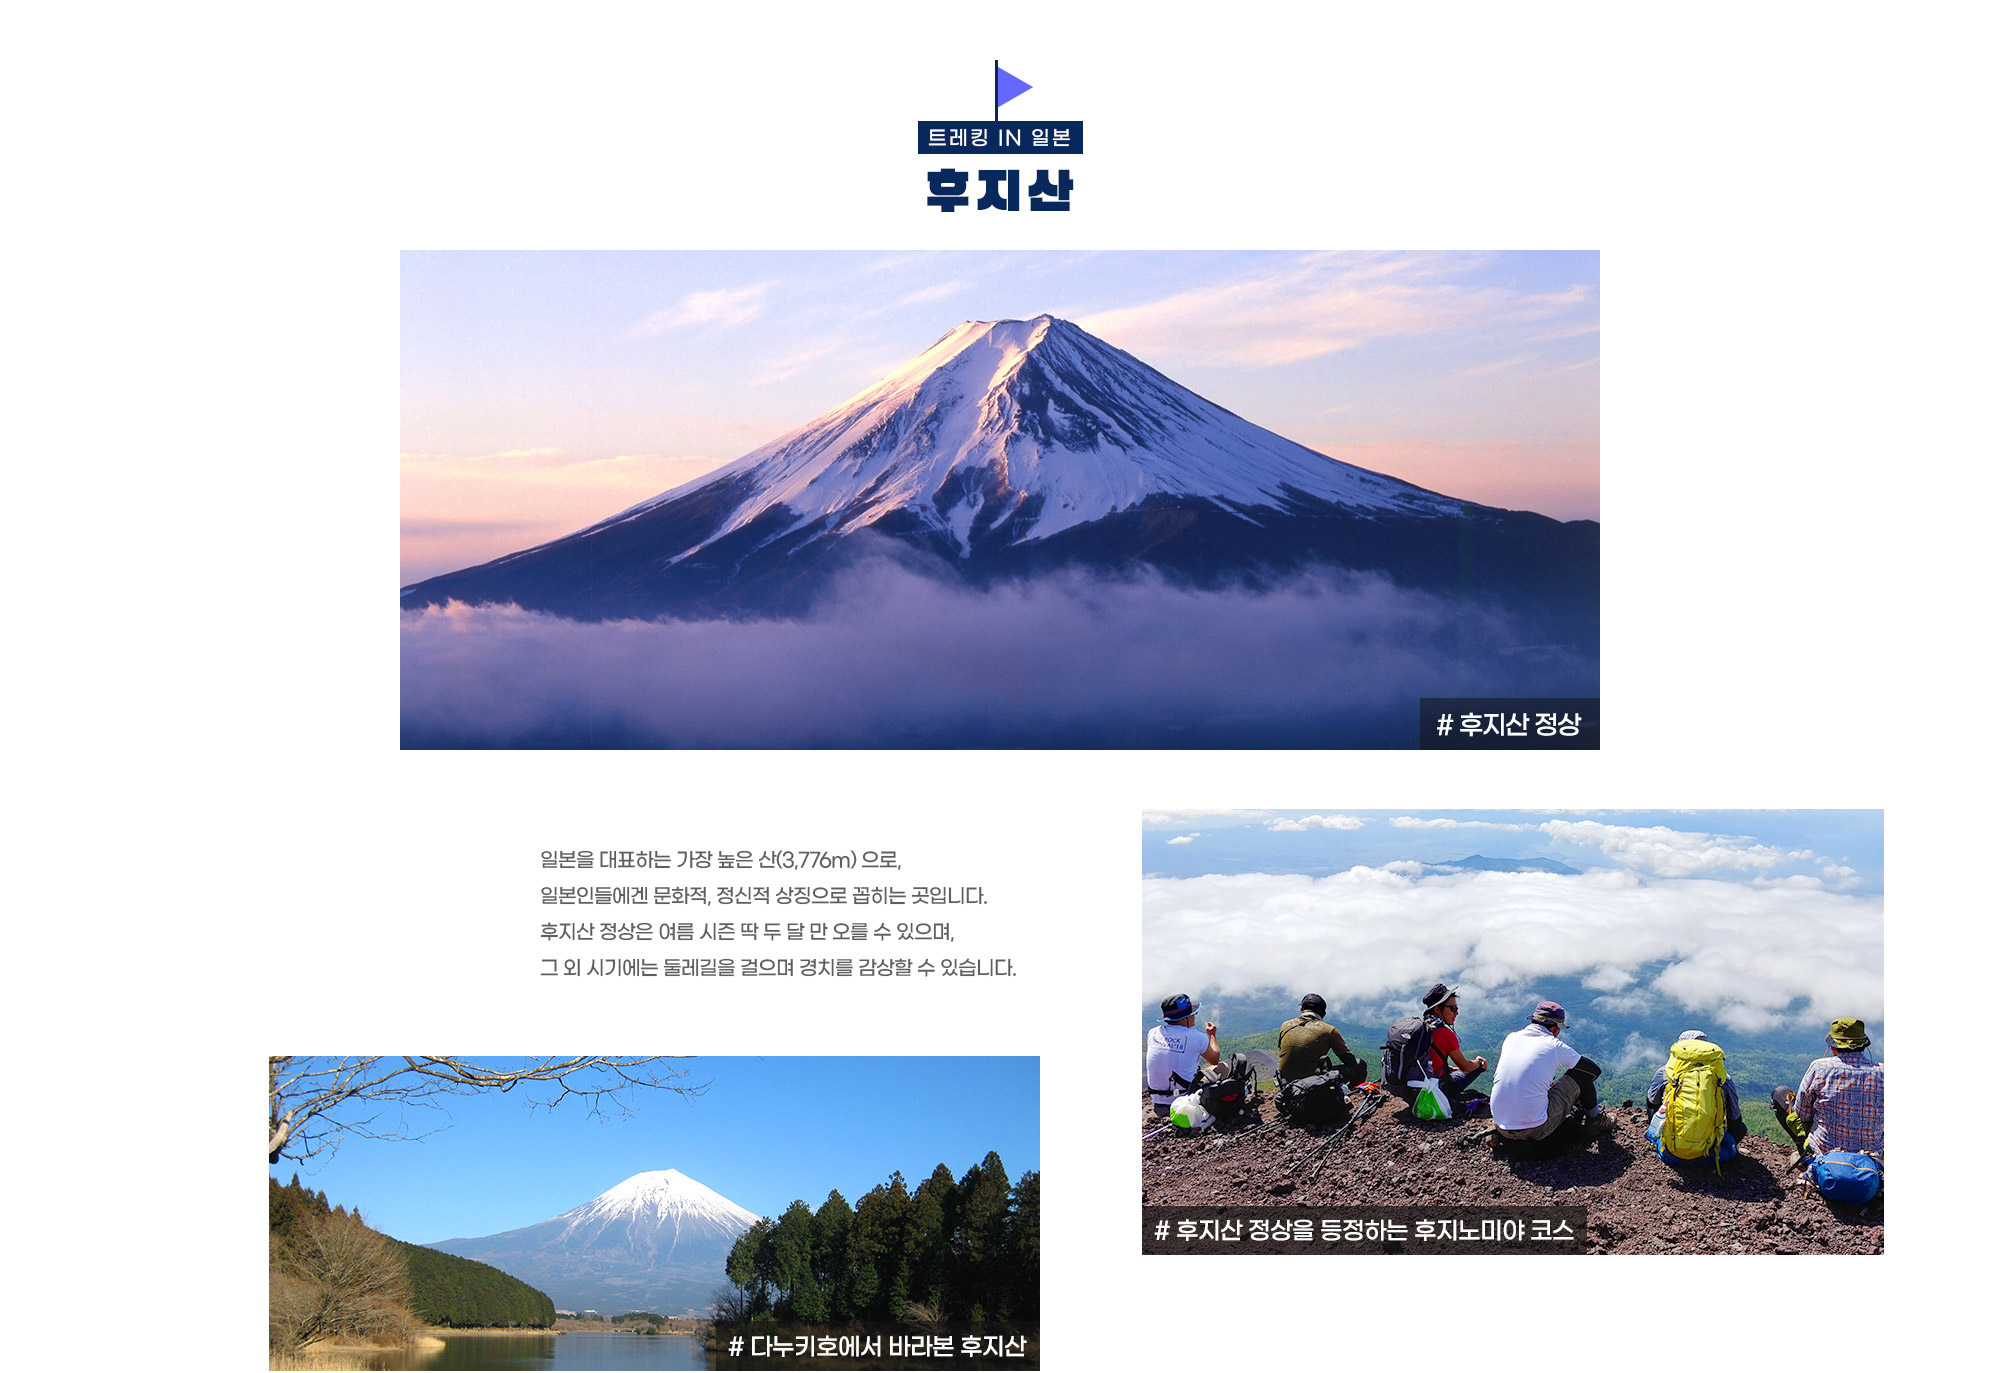 트레킹 IN 일본
후지산
# 후지산 정상
일본을 대표하는 가장 높은 산(3,776m) 으로,
일본인들에겐 문화적, 정신적 상징으로 꼽히는 곳입니다.
후지산 정상은 여름 시즌 딱 두 달 만 오를 수 있으며,
그 외 시기에는 둘레길을 걸으며 경치를 감상할 수 있습니다.
# 후지산 정상을 등정하는 후지노미야 코스
# 다누키호에서 바라본 후지산